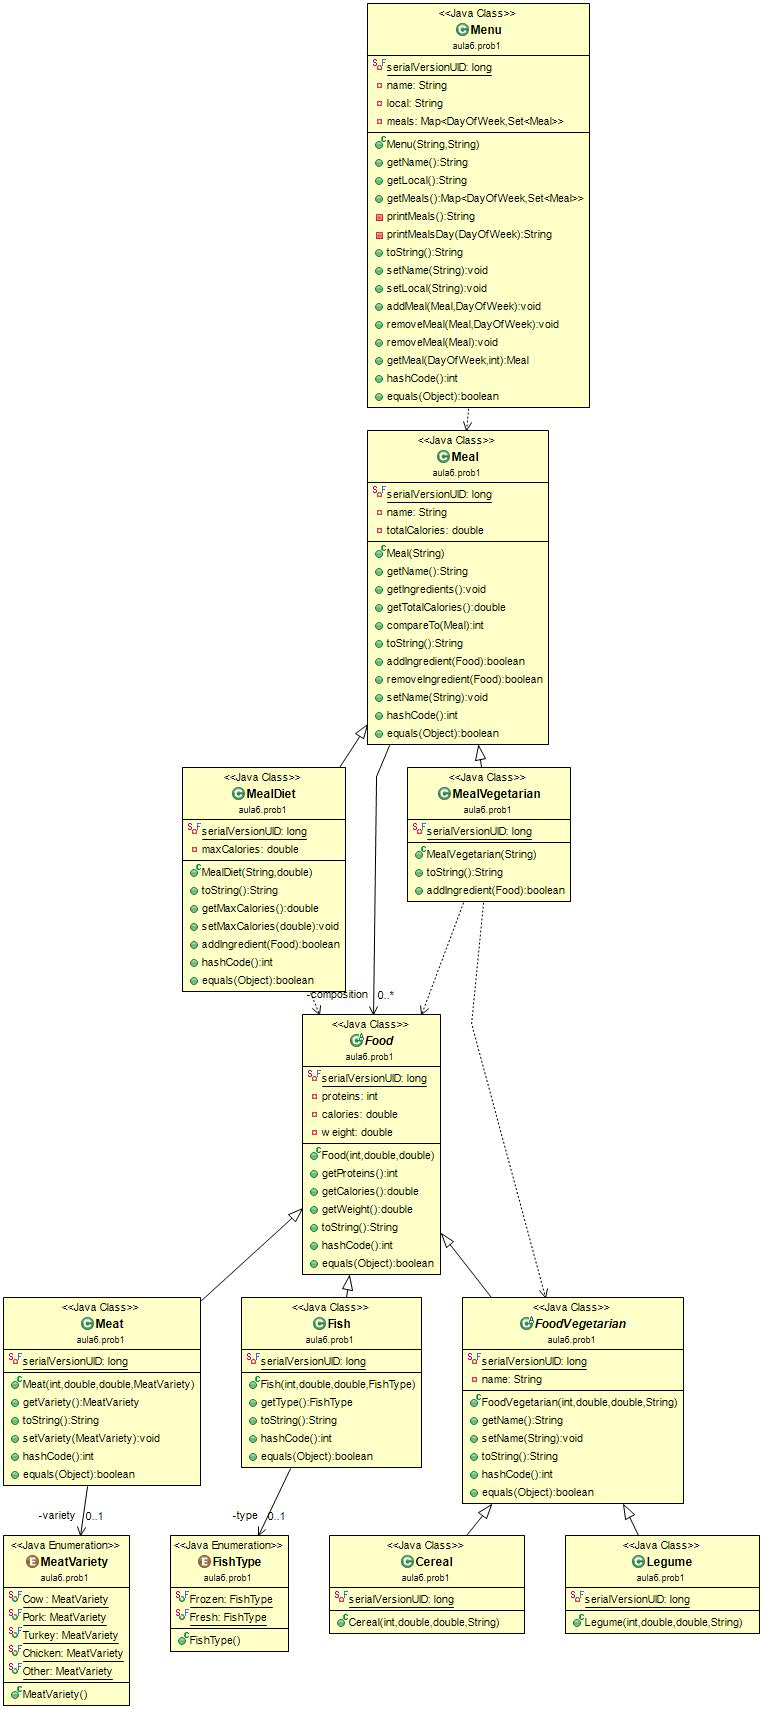 <<Java Class>>
Menu
aula6.prob1
serialVersionUID: long
name: String
local: String
meals: Map<DayOfWeek,Set<Meal>>
Menu(String,String)
getName():String
getLocal():String
getMeals():Map<DayOfWeek,Set<Meal>>
printMeals():String
printMealsDay(DayOfWeek):String
toString():String
setName(String):void
setLocal(String):void
addMeal(Meal,DayOfWeek):void
removeMeal(Meal,DayOfWeek):void
removeMeal(Meal):void
getMeal(DayOfWeek,int):Meal
hashCode():int
equals(Object):boolean
<<Java Class>>
Meal
aula6.prob1
serialVersionUID: long
name: String
totalCalories: double
Meal(String)
getName():String
getIngredients():void
getTotalCalories():double
compareTo(Meal):int
toString():String
addIngredient(Food):boolean
removeIngredient(Food):boolean
setName(String):void
hashCode():int
equals(Object):boolean
<<Java Class>>
MealDiet
aula6.prob1
serialVersionUID: long
maxCalories: double
MealDiet(String,double)
toString():String
getMaxCalories():double
setMaxCalories(double):void
addIngredient(Food):boolean
hashCode():int
equals(Object):boolean
<<Java Class>>
MealVegetarian
aula6.prob1
serialVersionUID: long
MealVegetarian(String)
toString():String
addIngredient(Food):boolean
-composition 0..*
<<Java Class>>
Food
aula6.prob1
serialVersionUID: long
proteins: int
calories: double
weight: double
Food(int,double,double)
getProteins():int
getCalories():double
getWeight():double
toString():String
hashCode():int
equals(Object):boolean
<<Java Class>>
Meat
aula6.prob1
serialVersionUID: long
Meat(int,double,double,MeatVariety)
getVariety():MeatVariety
toString():String
setVariety(MeatVariety):void
hashCode():int
equals(Object):boolean
<<Java Class>>
Fish
aula6.prob1
serialVersionUID: long
Fish(int,double,double,FishType)
getType():FishType
toString():String
hashCode():int
equals(Object):boolean
<<Java Class>>
FoodVegetarian
aula6.prob1
serialVersionUID: long
name: String
FoodVegetarian(int,double,double,String)
getName():String
setName(String):void
toString():String
hashCode():int
equals(Object):boolean
-variety 0..1
-type 0..1
<<Java Enumeration>>
MeatVariety
aula6.prob1
Cow: MeatVariety
Pork: MeatVariety
Turkey: MeatVariety
Chicken: MeatVariety
Other: MeatVariety
MeatVariety()
<<Java Enumeration>>
FishType
aula6.prob1
Frozen: FishType
Fresh: FishType
FishType()
<<Java Class>>
Cereal
aula6.prob1
serialVersionUID: long
Cereal(int,double,double,String)
<<Java Class>>
Legume
aula6.prob1
serialVersionUID: long
Legume(int,double,double,String)